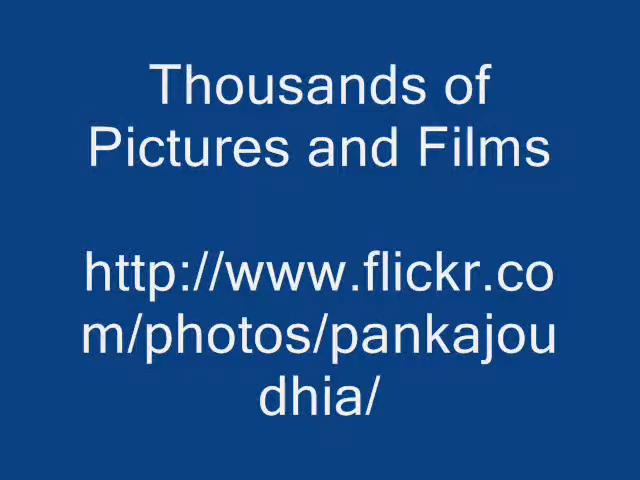 Thousands of
Pictures and Films
http://www.flickr.co
m/photos/pankajou
dhia/